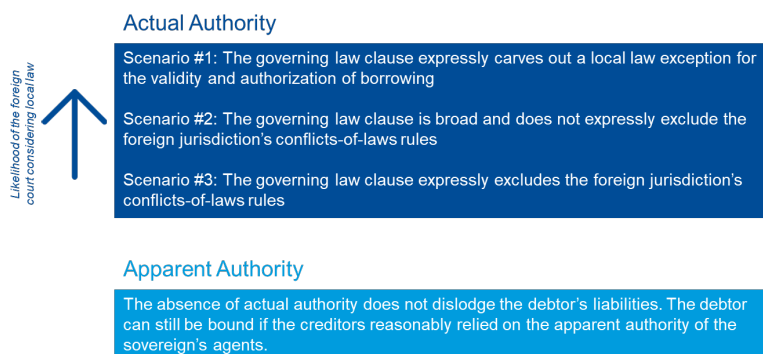 Actual Authority
Likelihood of the foreign
court considering local law
Scenario #1: The governing law clause expressly carves out a local law exception for
the validity and authorization of borrowing
Scenario #2: The governing law clause is broad and does not expressly exclude the
foreign jurisdiction's conflicts-of-laws rules
Scenario #3: The governing law clause expressly excludes the foreign jurisdiction's
conflicts-of-laws rules
Apparent Authority
The absence of actual authority does not dislodge the debtor's liabilities. The debtor
can still be bound if the creditors reasonably relied on the apparent authority of the
sovereign's agents.